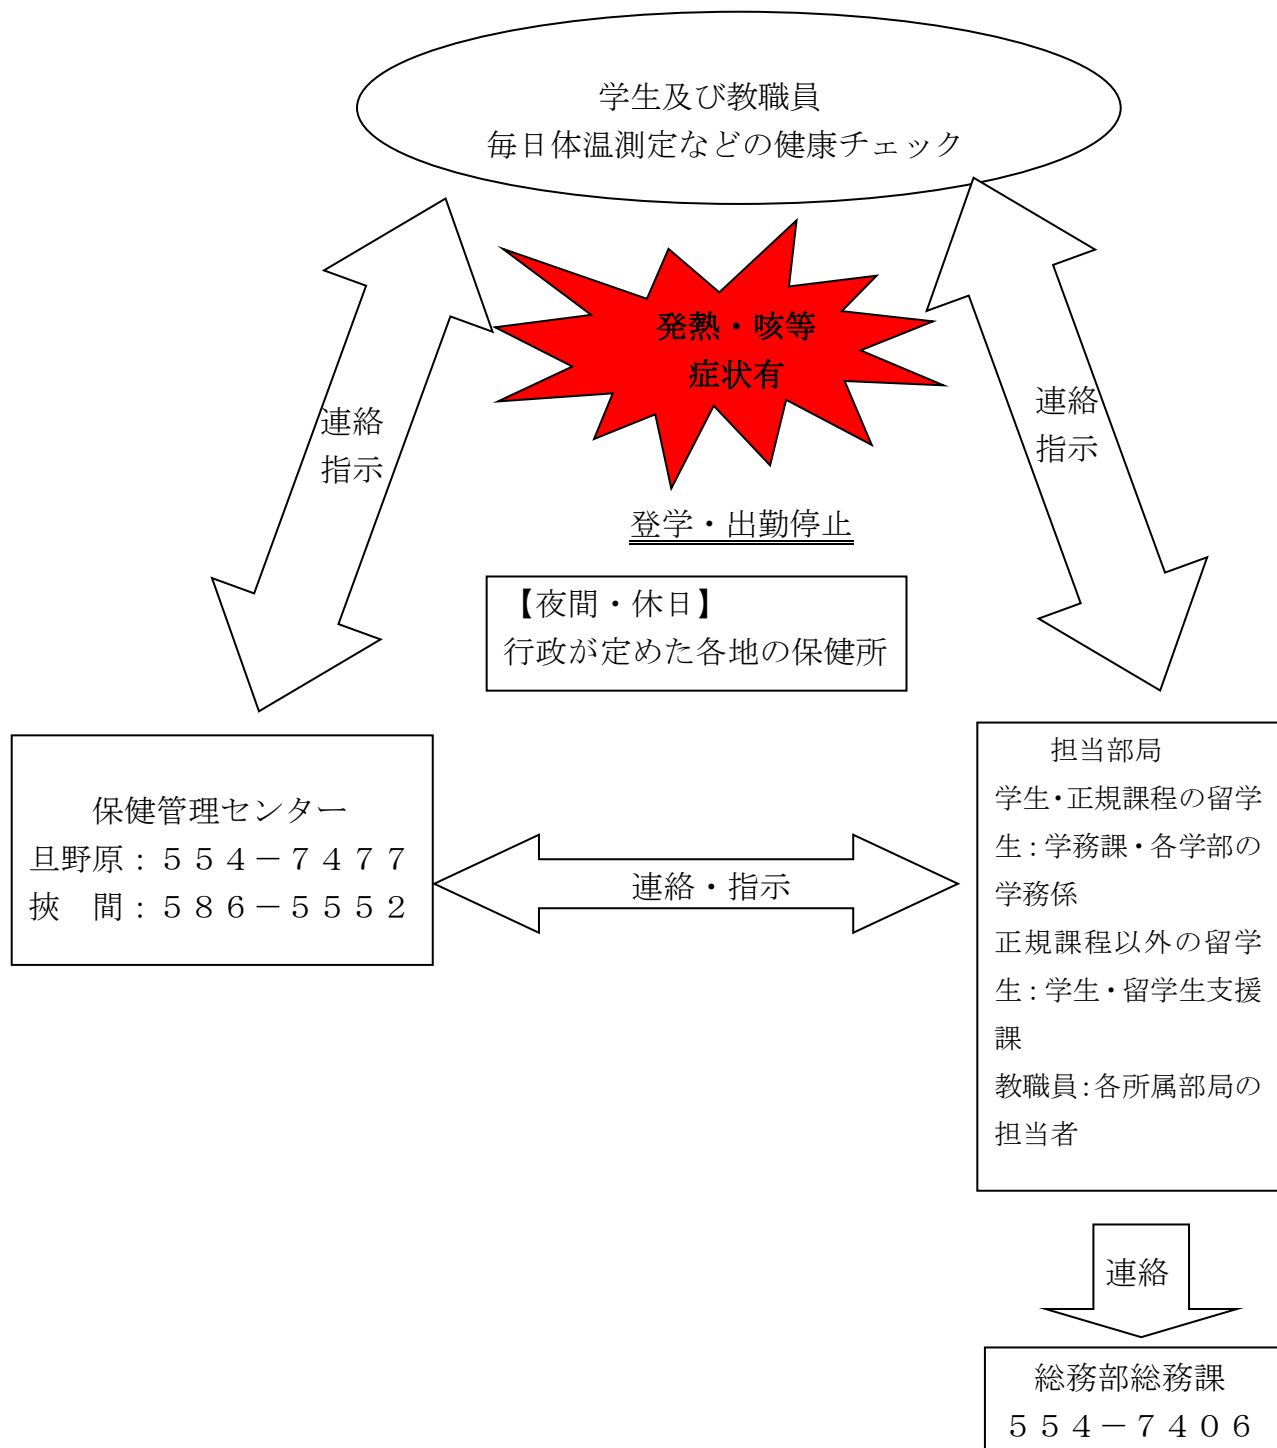 学生及び教職員
毎日体温測定などの健康チェック
発熱・咳等
症状有
連絡
指示
連絡
指示
登学・出勤停止
【夜間・休日】
行政が定めた各地の保健所
保健管理センター
旦野原：５５４－７４７７
挾　間：５８６－５５５２
連絡・指示
担当部局
学生・正規課程の留学
生：学務課・各学部の
学務係
正規課程以外の留学
生：学生・留学生支援
課
教職員：各所属部局の
担当者
連絡
総務部総務課
５５４－７４０６